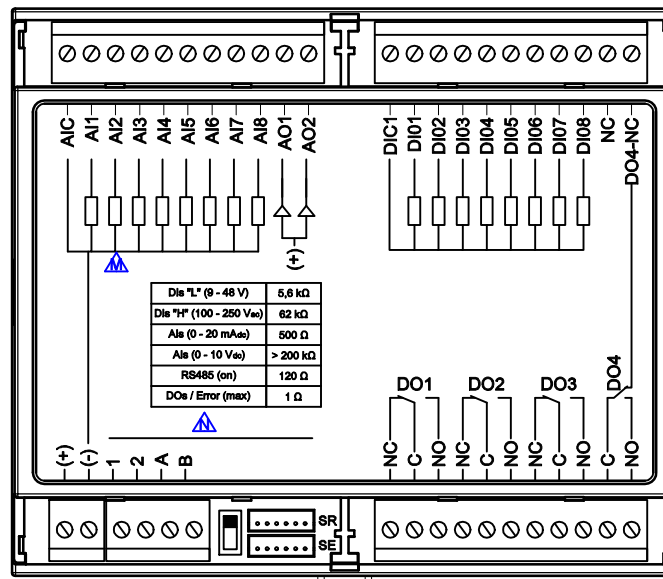 AIC AI1 AI2 AI3 AI4 AI5 AI6 AI7 AI8 AO1 AO2
DIC1 DI01 DI02 DI03 DI04 DI05 DI06 DI07 DI08 NC DO4-NC
(+)
M
DIs "L" (9 - 48 V) 5,6 kΩ
DIs "H" (100 - 250 Vac) 62 kΩ
AIs (0 - 20 mAdc) 500 Ω
AIs (0 - 10 Vdc) > 200 kΩ
RS485 (on) 120 Ω
DOs / Error (max) 1 Ω
N
DO1 DO2 DO3 DO4
(+) (-) 1 2 A B
NC C NO NC C NO NC C NO C NO
SR
SE